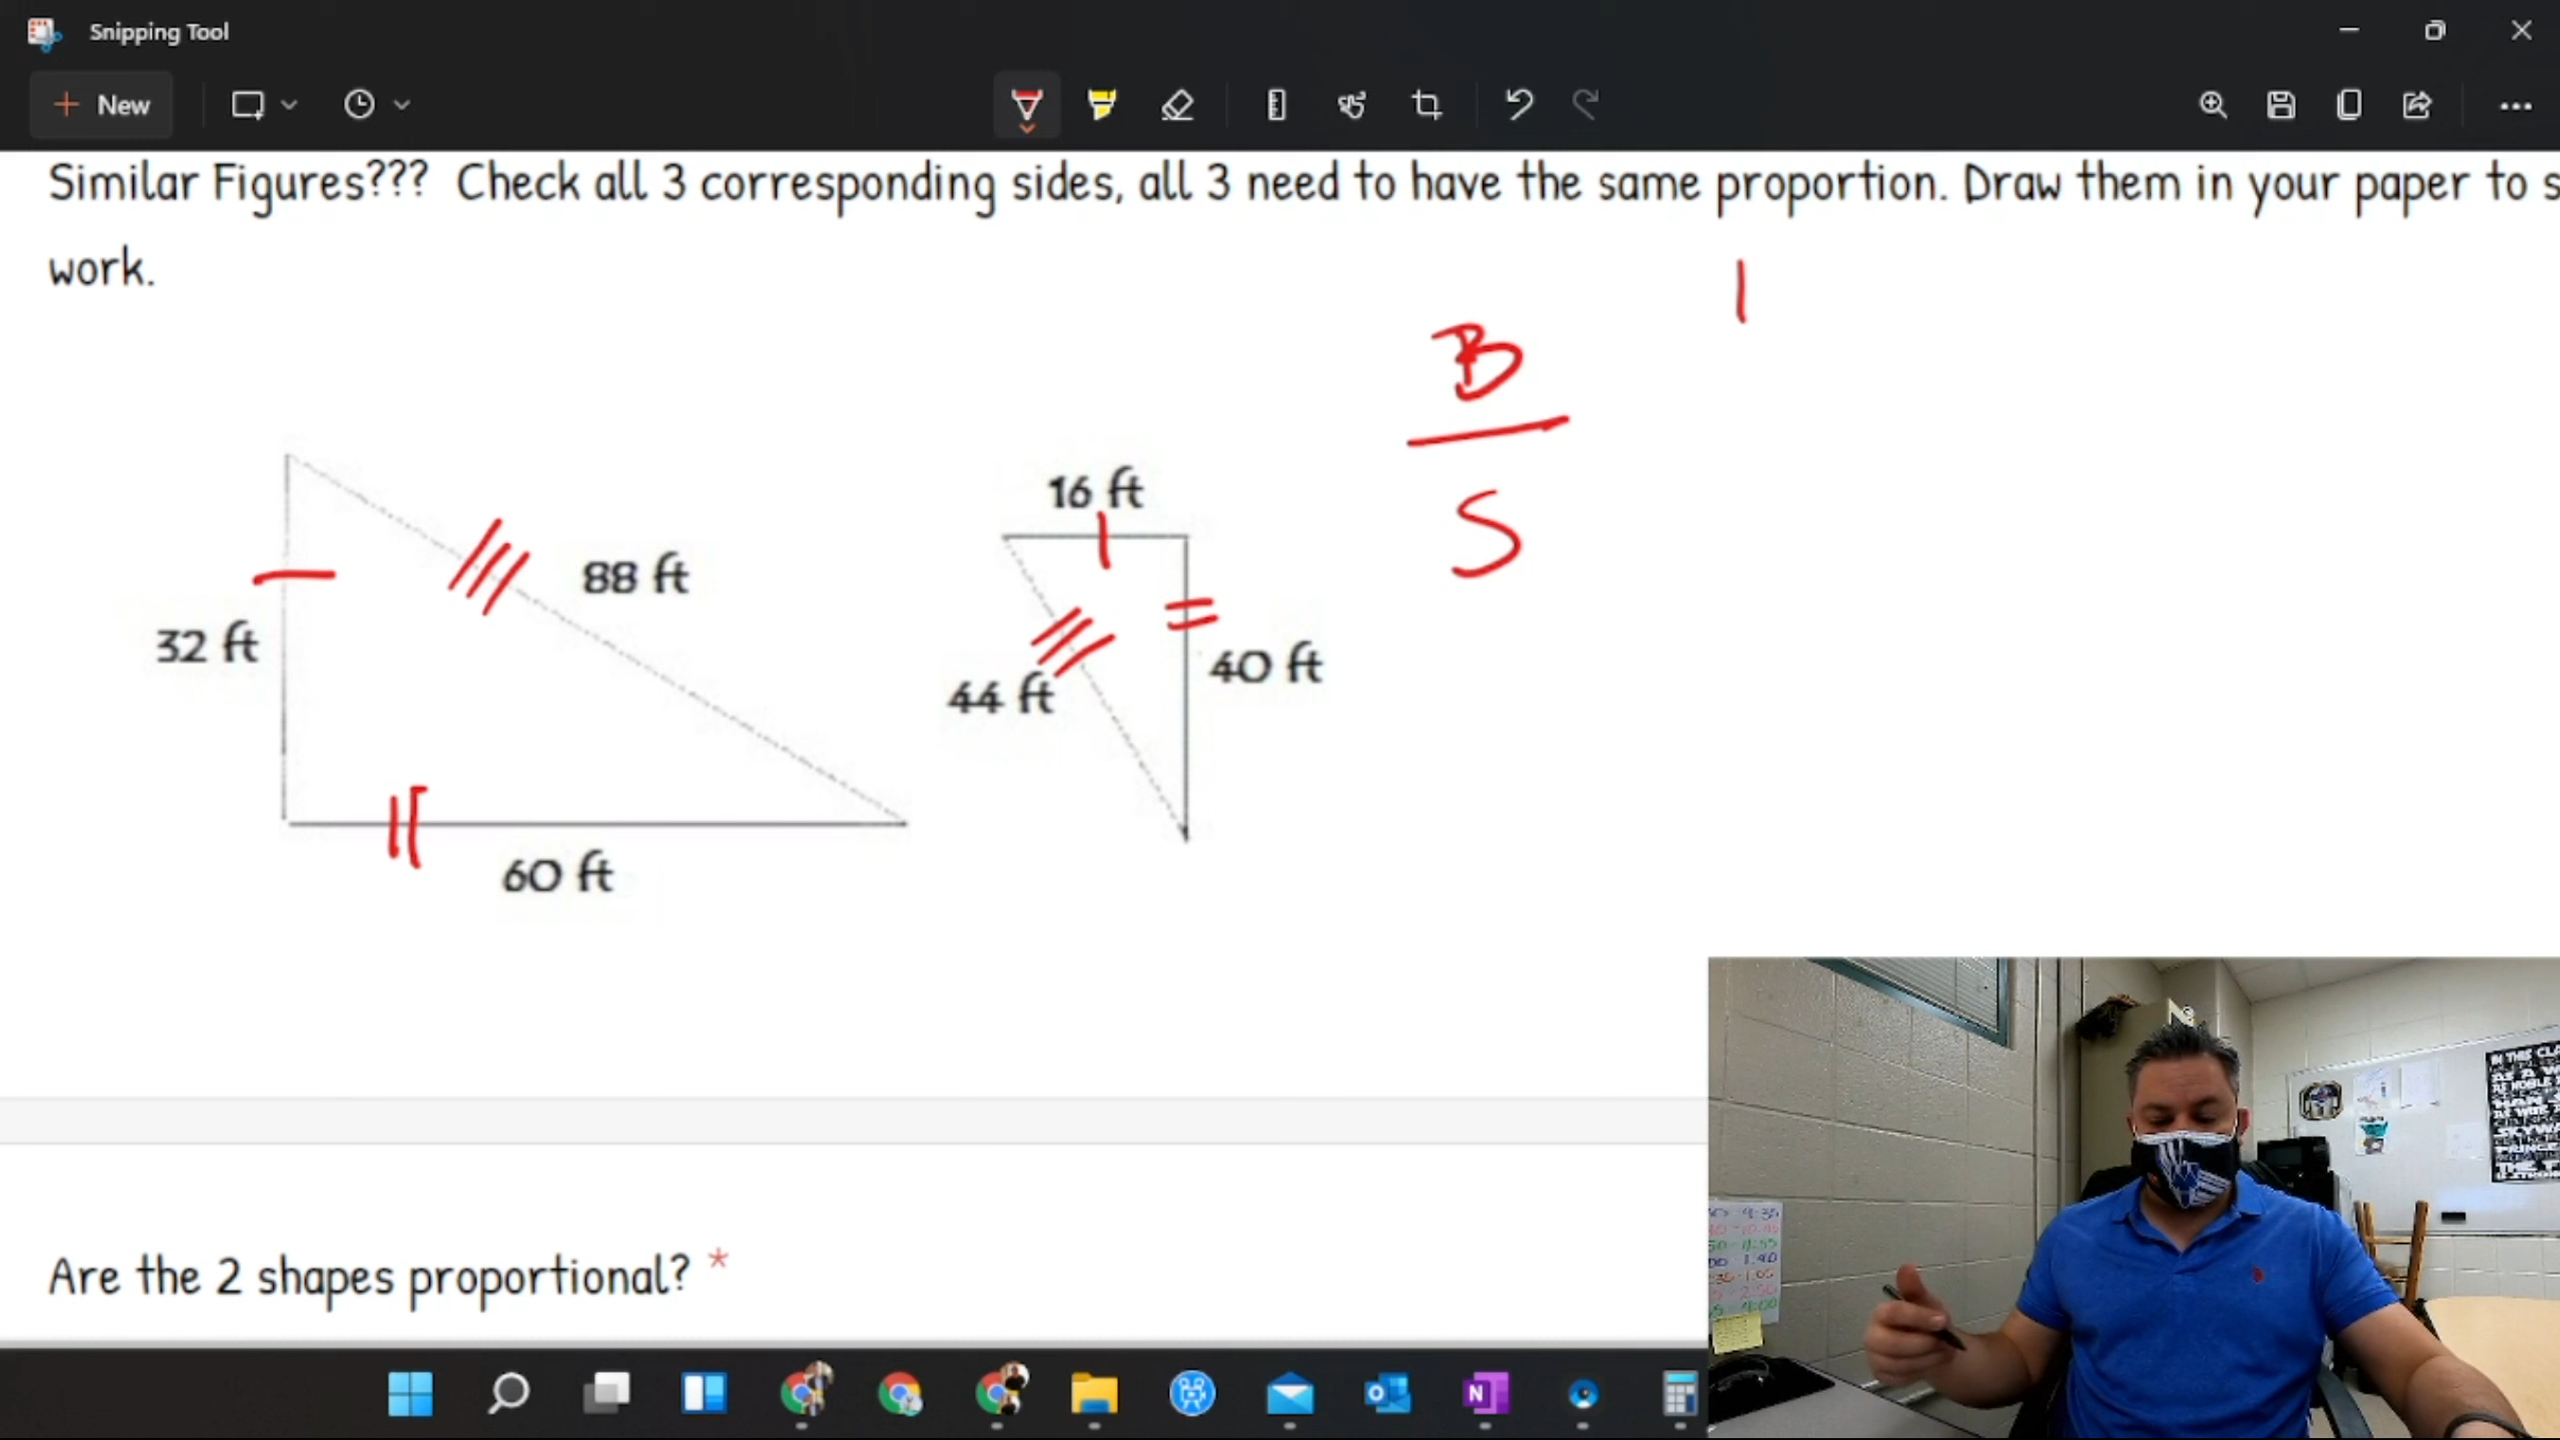 Snipping Tool
New
Similar Figures??? Check all 3 corresponding sides, all 3 need to have the same proportion. Draw them in your paper to s
work.
B
S
16 ft
88 ft
32 ft
40 ft
44 ft
60 ft
Are the 2 shapes proportional? *